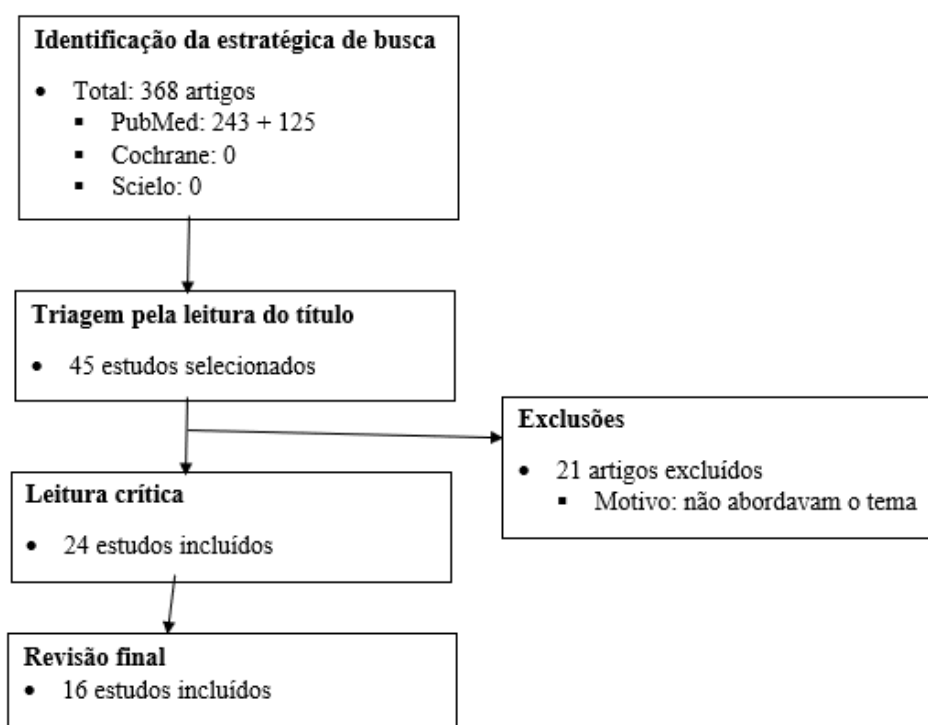 Identificação da estratégica de busca
• Total: 368 artigos
▪ PubMed: 243 + 125
▪ Cochrane: 0
▪ Scielo: 0
Triagem pela leitura do título
• 45 estudos selecionados
Exclusões
• 21 artigos excluídos
▪ Motivo: não abordavam o tema
Leitura crítica
• 24 estudos incluídos
Revisão final
• 16 estudos incluídos